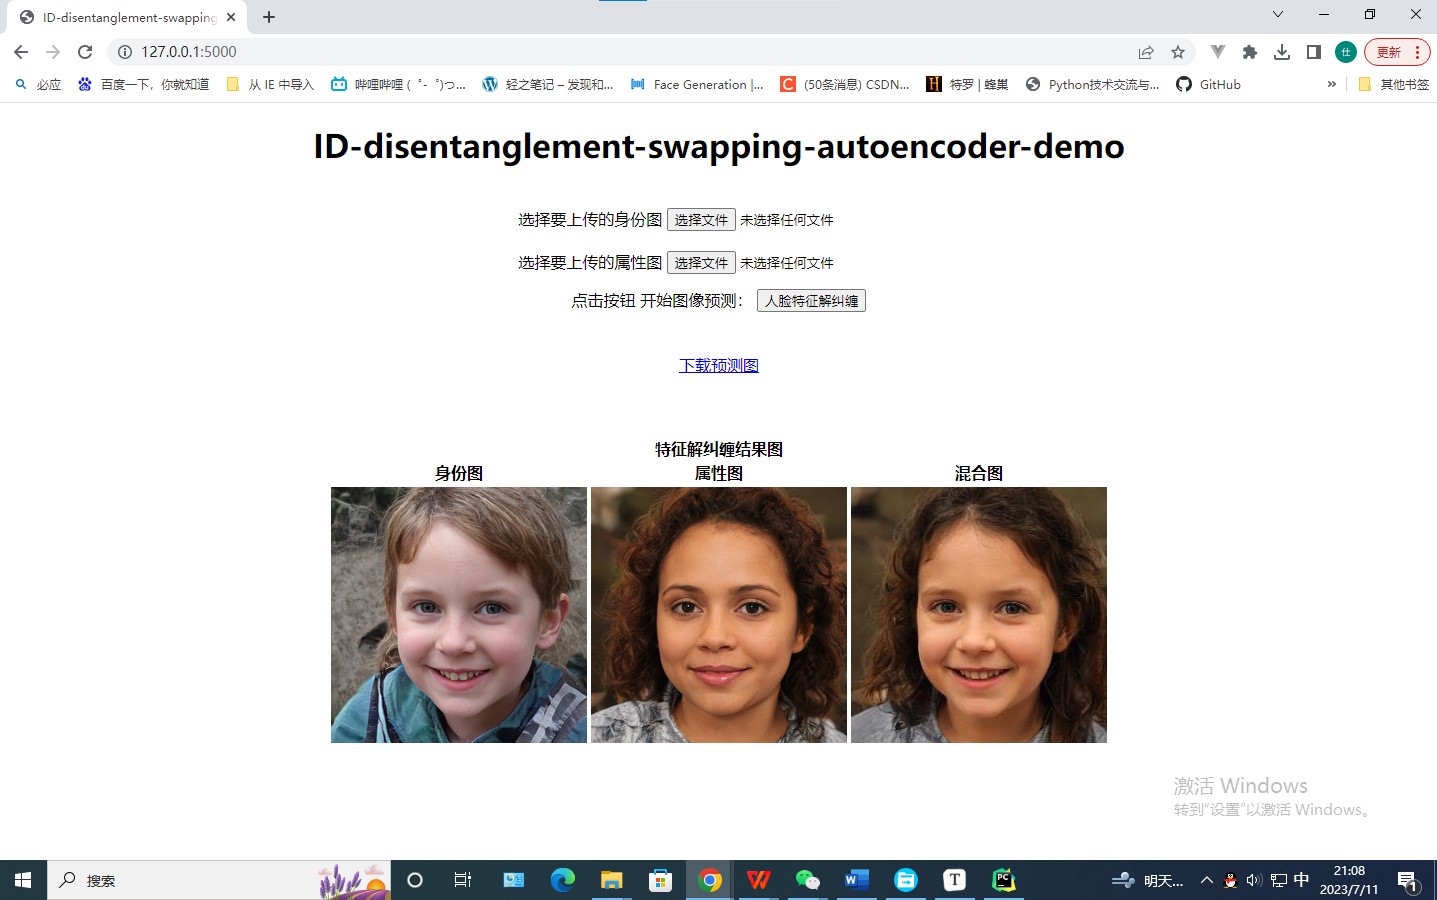 ID-disentanglement-swapping
127.0.0.1:5000
更新
必应
百度一下，你就知道
从 IE 中导入
哔哩哔哩 ( ゜- ゜)つ...
轻之笔记 – 发现和...
Face Generation |...
(50条消息) CSDN...
特罗 | 蜂巢
Python技术交流与...
GitHub
»
其他书签
ID-disentanglement-swapping-autoencoder-demo
选择要上传的身份图 选择文件 未选择任何文件
选择要上传的属性图 选择文件 未选择任何文件
点击按钮 开始图像预测： 人脸特征解纠缠
下载预测图
特征解纠缠结果图
身份图 属性图 混合图
激活 Windows
转到"设置"以激活 Windows。
搜索
明天...
中
21:08
2023/7/11
1